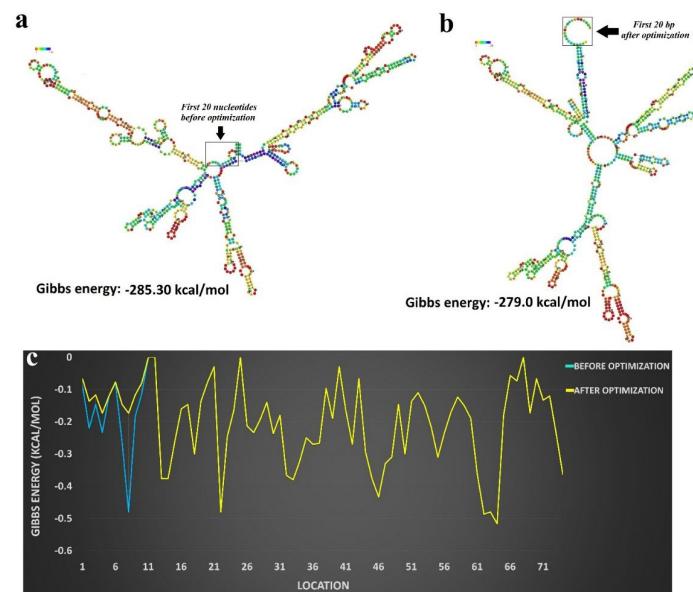 a
First 20 nucleotides
before optimization
Gibbs energy: -285.30 kcal/mol
b
First 20 bp
after optimization
Gibbs energy: -279.0 kcal/mol
c
BEFORE OPTIMIZATION
AFTER OPTIMIZATION
GIBBS ENERGY (KCAL/MOL)
0
-0.1
-0.2
-0.3
-0.4
-0.5
-0.6
1 6 11 16 21 26 31 36 41 46 51 56 61 66 71
LOCATION